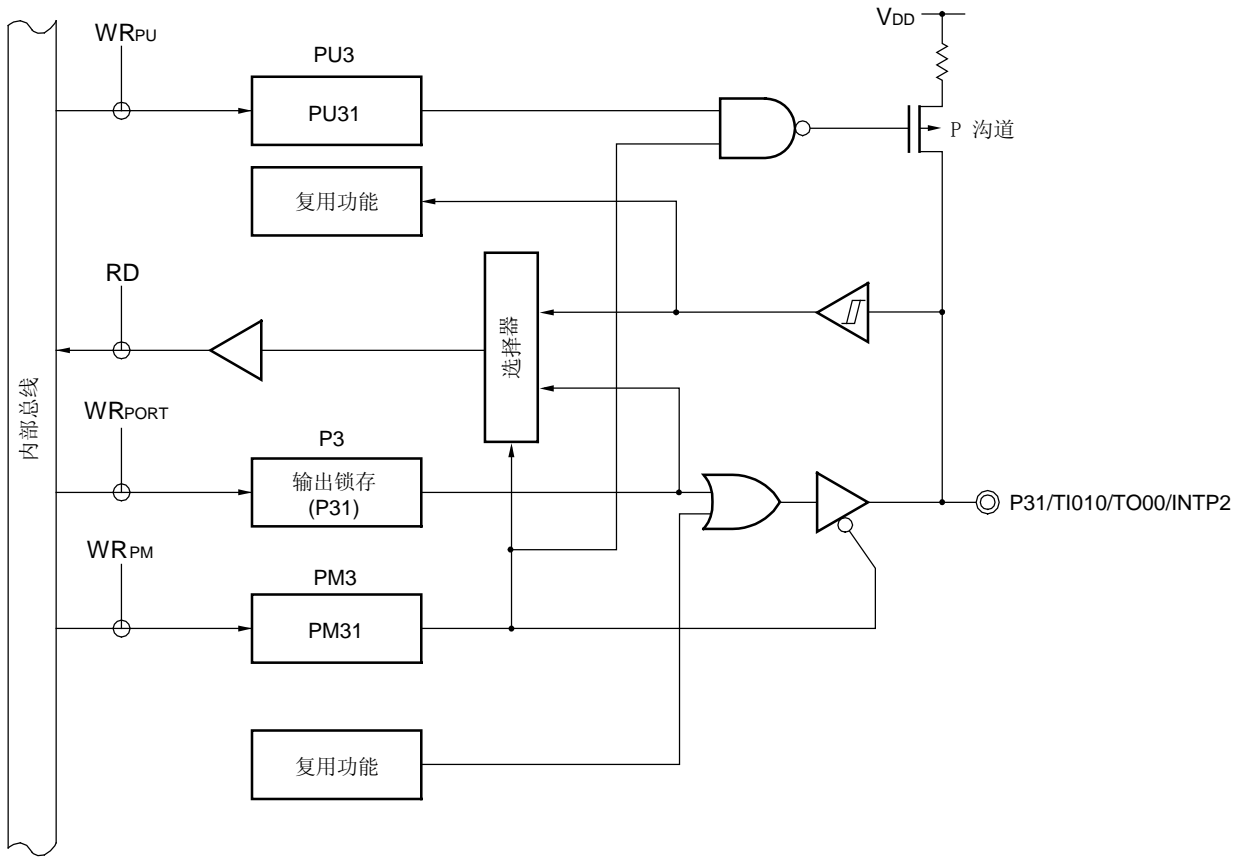 VDD
WRPU
PU3
PU31
P 沟道
复用功能
RD
选择器
内部总线
WRPORT
P3
输出锁存
(P31)
P31/TI010/TO00/INTP2
WRPM
PM3
PM31
复用功能